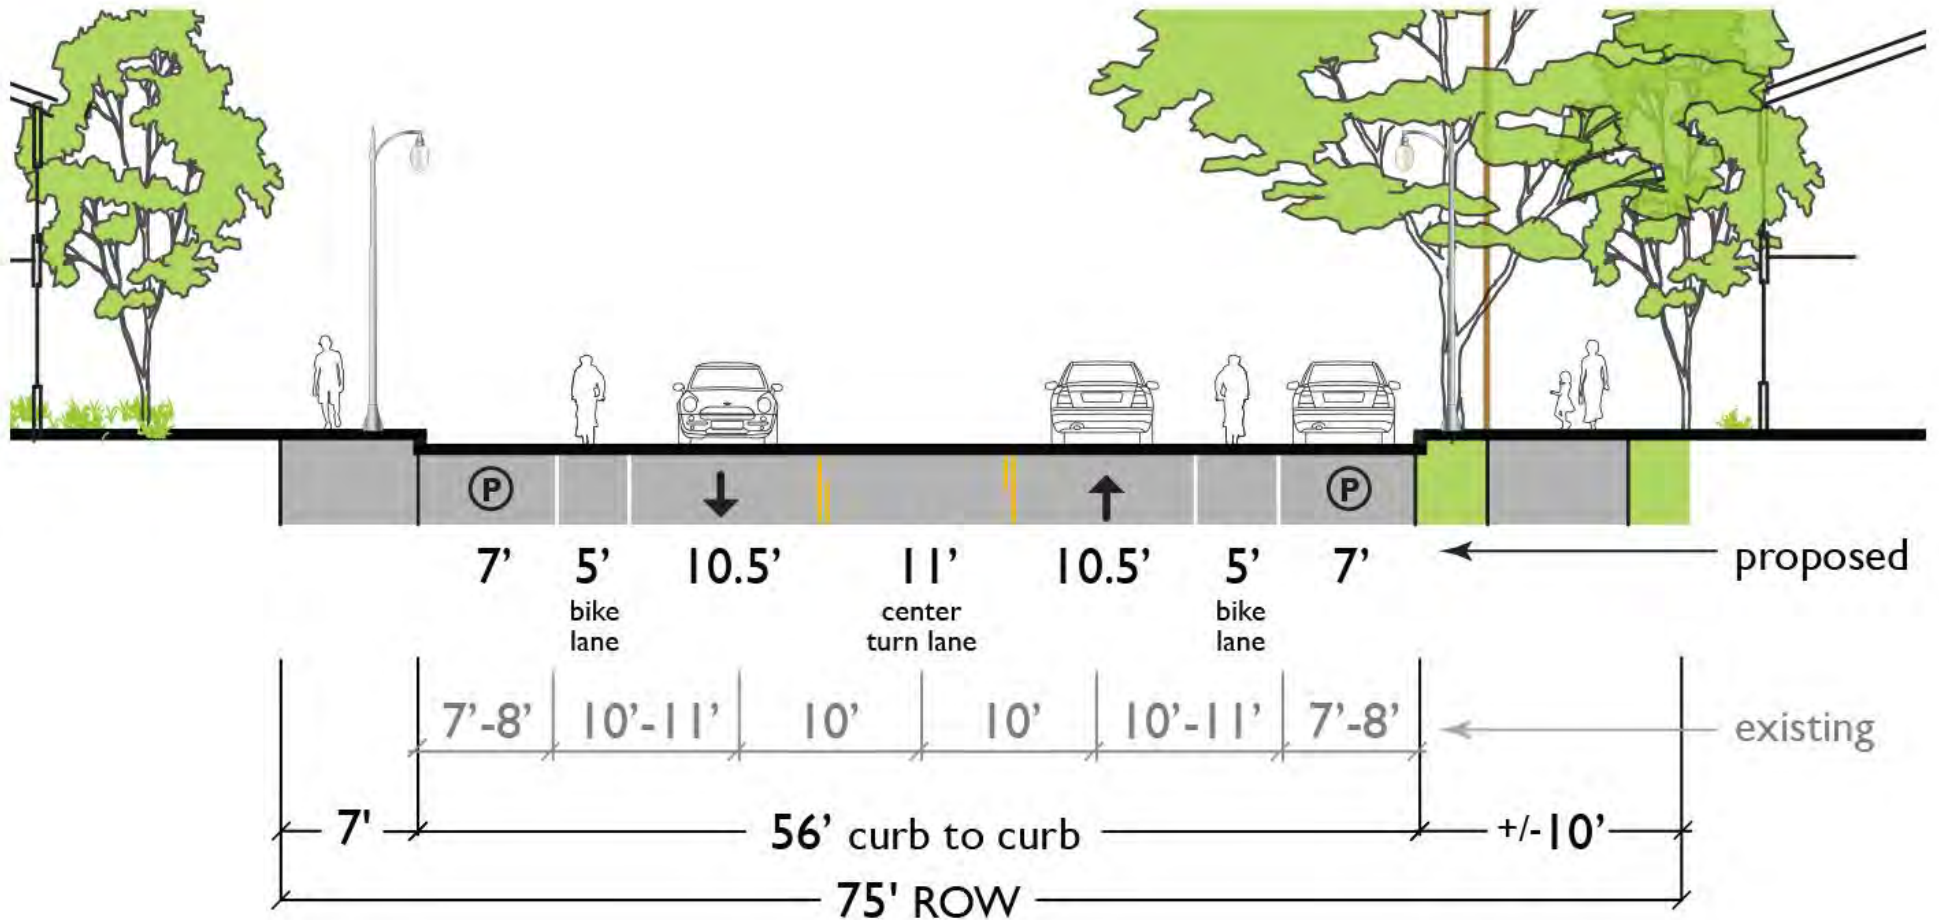 P
P
7’ 5’ 10.5’ 11’ 10.5’ 5’ 7’ proposed
bike lane
center turn lane
bike lane
7’-8’ 10’-11’ 10’ 10’ 10’-11’ 7’-8’ existing
7' 56’ curb to curb +/-10’
75' ROW